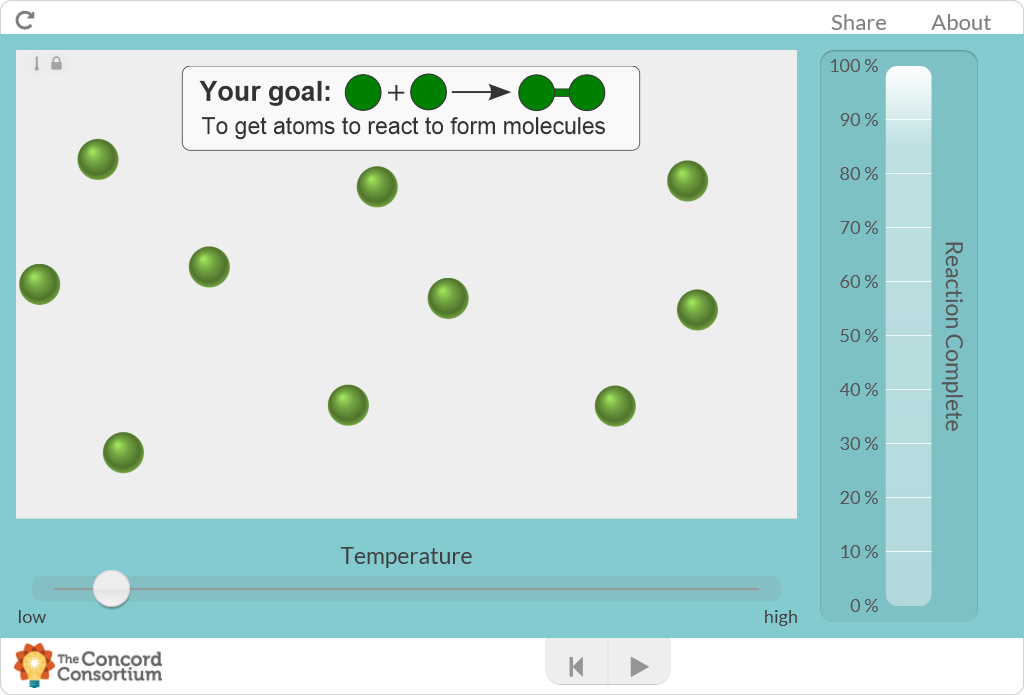 Share About
Your goal: + →
To get atoms to react to form molecules
100 %
90 %
80 %
70 %
60 %
50 %
40 %
30 %
20 %
10 %
0 %
Reaction Complete
Temperature
low high
The Concord
Consortium